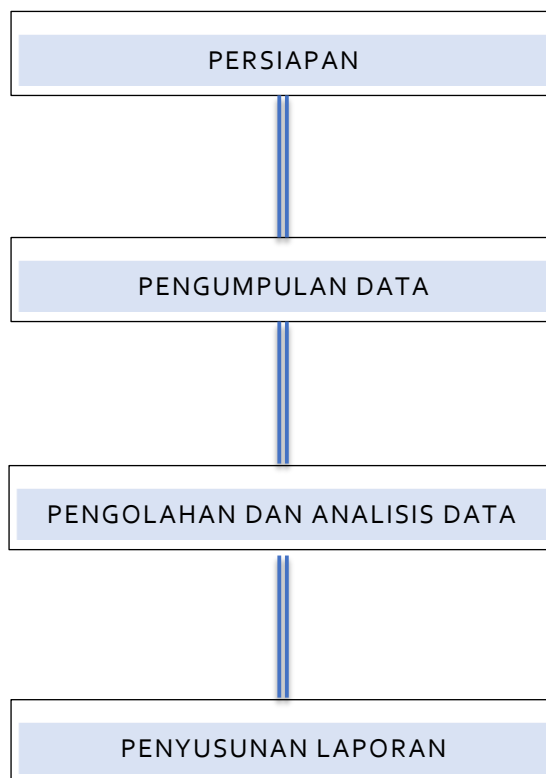 PERSIAPAN
PENGUMPULAN DATA
PENGOLAHAN DAN ANALISIS DATA
PENYUSUNAN LAPORAN